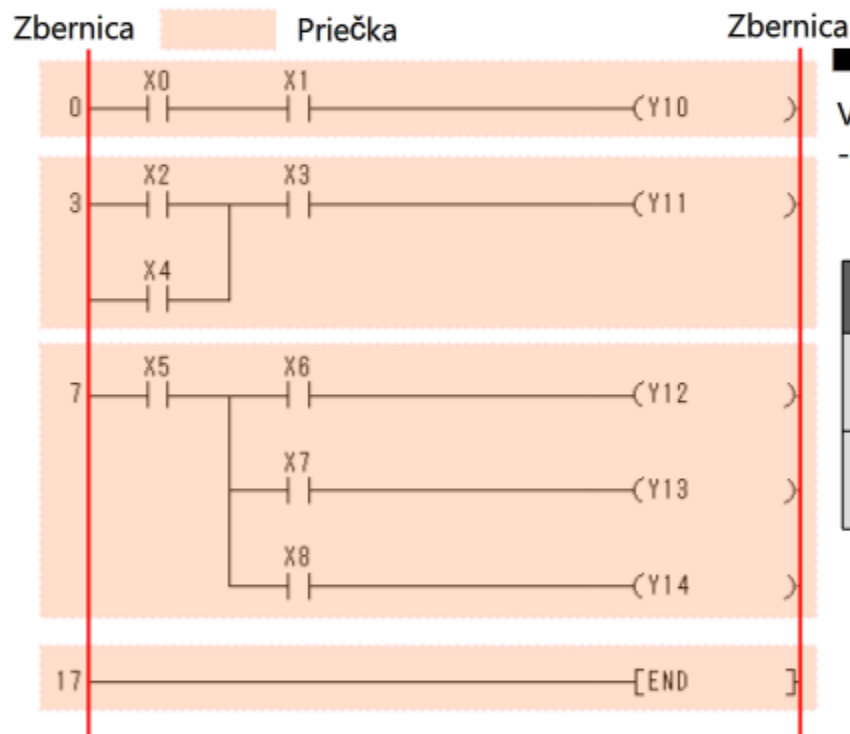 Zbernica Priečka Zbernica
X0 X1
0 (Y10 )
X2 X3
3 (Y11 )
X4
X5 X6
7 (Y12 )
X7
(Y13 )
X8
(Y14 )
17 [END ]